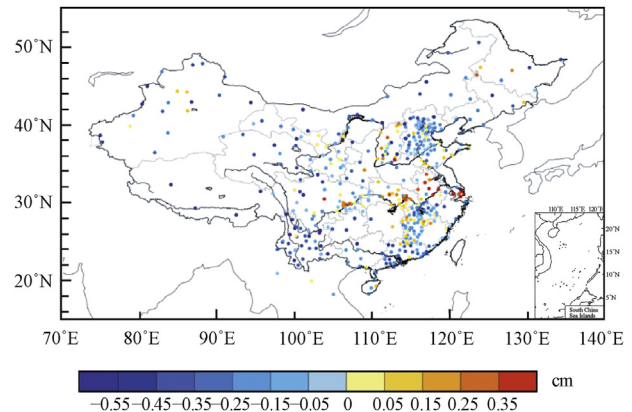 50°N
40°N
30°N
20°N
110°E 115°E 120°E
20°N
15°N
10°N
5°N
South China
Sea Islands
70°E 80°E 90°E 100°E 110°E 120°E 130°E 140°E
cm
−0.55 −0.45 −0.35 −0.25 −0.15 −0.05 0 0.05 0.15 0.25 0.35